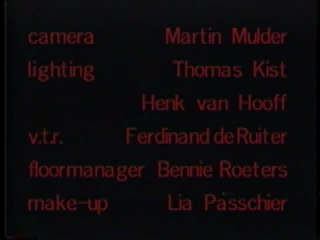 camera Martin Mulder
lighting Thomas Kist
Henk van Hooff
v.t.r. Ferdinand de Ruiter
floormanager Bennie Roeters
make-up Lia Passchier